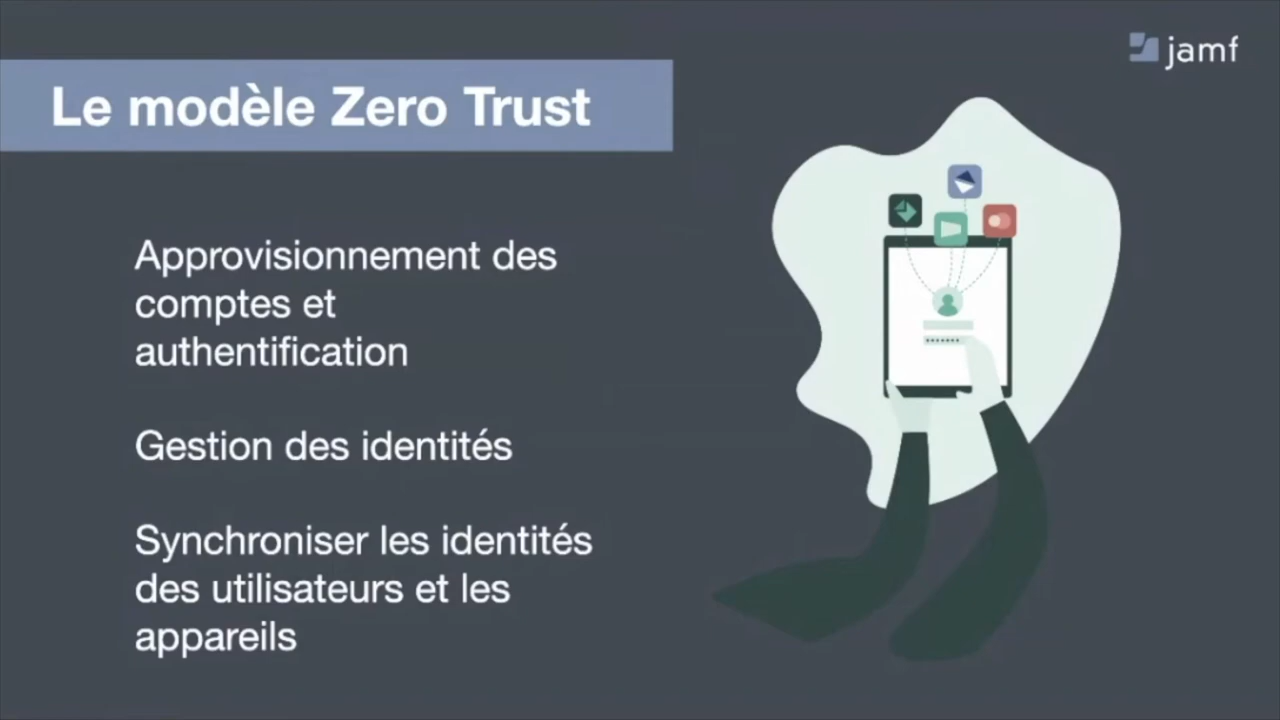 jamf
Le modèle Zero Trust
Approvisionnement des
comptes et
authentification
Gestion des identités
Synchroniser les identités
des utilisateurs et les
appareils